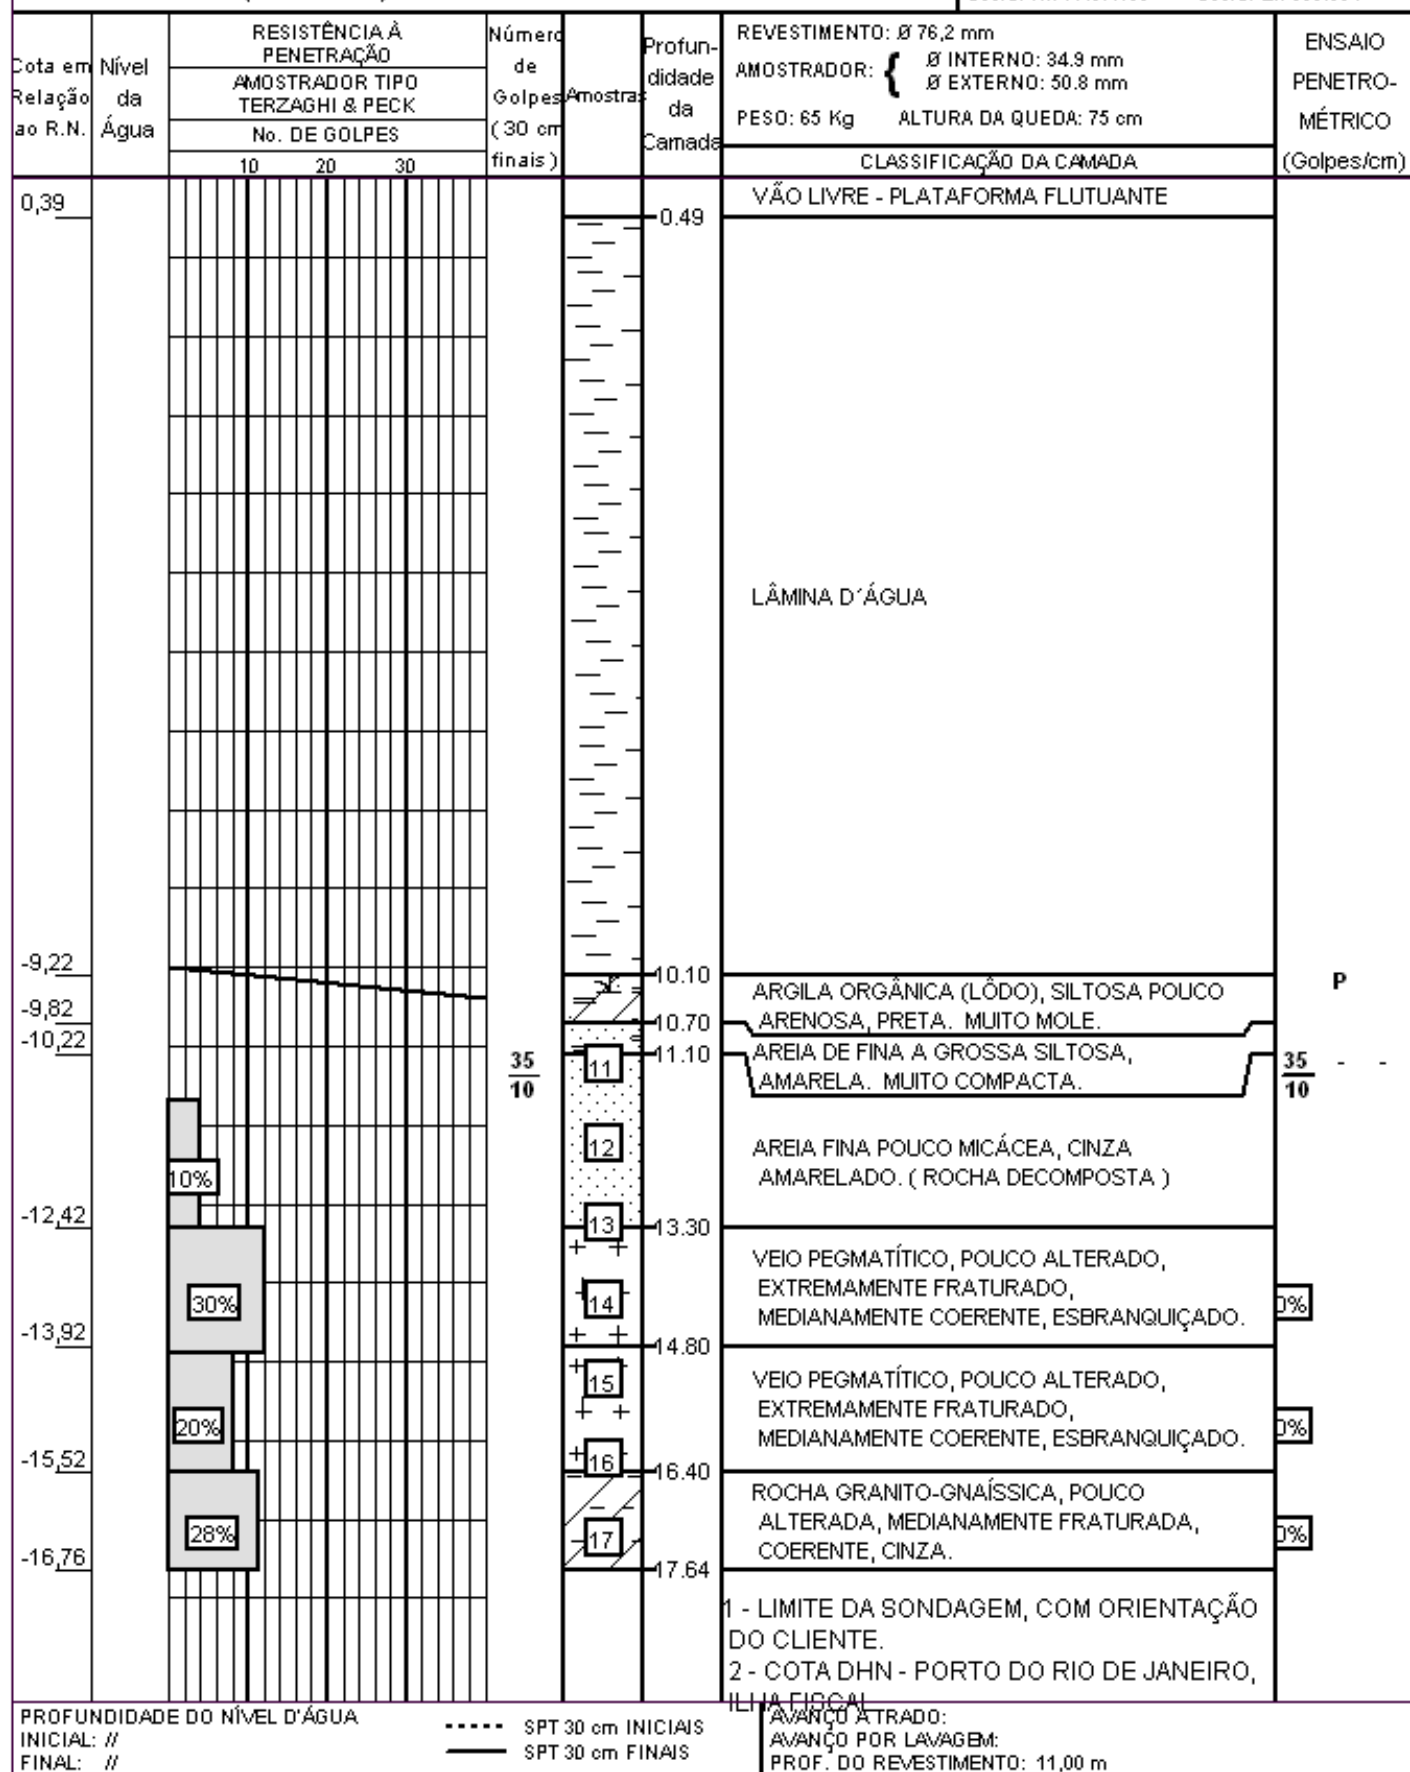 Cota em
Relação
ao R.N.
Nível
da
Água
RESISTÊNCIA À
PENETRAÇÃO
AMOSTRADOR TIPO
TERZAGHI & PECK
No. DE GOLPES
10 20 30
Número
de
Golpes
(30 cm
finais)
Amostras
Profun-
didade
da
Camada
REVESTIMENTO: Ø 76,2 mm
AMOSTRADOR: { Ø INTERNO: 34.9 mm
Ø EXTERNO: 50.8 mm
PESO: 65 Kg ALTURA DA QUEDA: 75 cm
CLASSIFICAÇÃO DA CAMADA
ENSAIO
PENETRO-
MÉTRICO
(Golpes/cm)
VÃO LIVRE - PLATAFORMA FLUTUANTE
0,39
0.49
LÂMINA D´ÁGUA
-9,22
10.10
ARGILA ORGÂNICA (LÔDO), SILTOSA POUCO
ARENOSA, PRETA. MUITO MOLE.
P
-9,82
10.70
-10,22
11.10
AREIA DE FINA A GROSSA SILTOSA,
AMARELA. MUITO COMPACTA.
35
10
11
35 - -
10
12
AREIA FINA POUCO MICÁCEA, CINZA
AMARELADO. ( ROCHA DECOMPOSTA )
10%
-12,42
13
13.30
VEIO PEGMATÍTICO, POUCO ALTERADO,
EXTREMAMENTE FRATURADO,
MEDIANAMENTE COERENTE, ESBRANQUIÇADO.
30%
14
0%
-13,92
14.80
VEIO PEGMATÍTICO, POUCO ALTERADO,
EXTREMAMENTE FRATURADO,
MEDIANAMENTE COERENTE, ESBRANQUIÇADO.
15
20%
0%
-15,52
16
16.40
ROCHA GRANITO-GNAÍSSICA, POUCO
ALTERADA, MEDIANAMENTE FRATURADA,
COERENTE, CINZA.
28%
17
0%
-16,76
17.64
1 - LIMITE DA SONDAGEM, COM ORIENTAÇÃO
DO CLIENTE.
2 - COTA DHN - PORTO DO RIO DE JANEIRO,
ILHA FISCAL
PROFUNDIDADE DO NÍVEL D'ÁGUA
INICIAL: //
FINAL: //
SPT 30 cm INICIAIS
SPT 30 cm FINAIS
AVANÇO A TRADO:
AVANÇO POR LAVAGEM:
PROF. DO REVESTIMENTO: 11,00 m